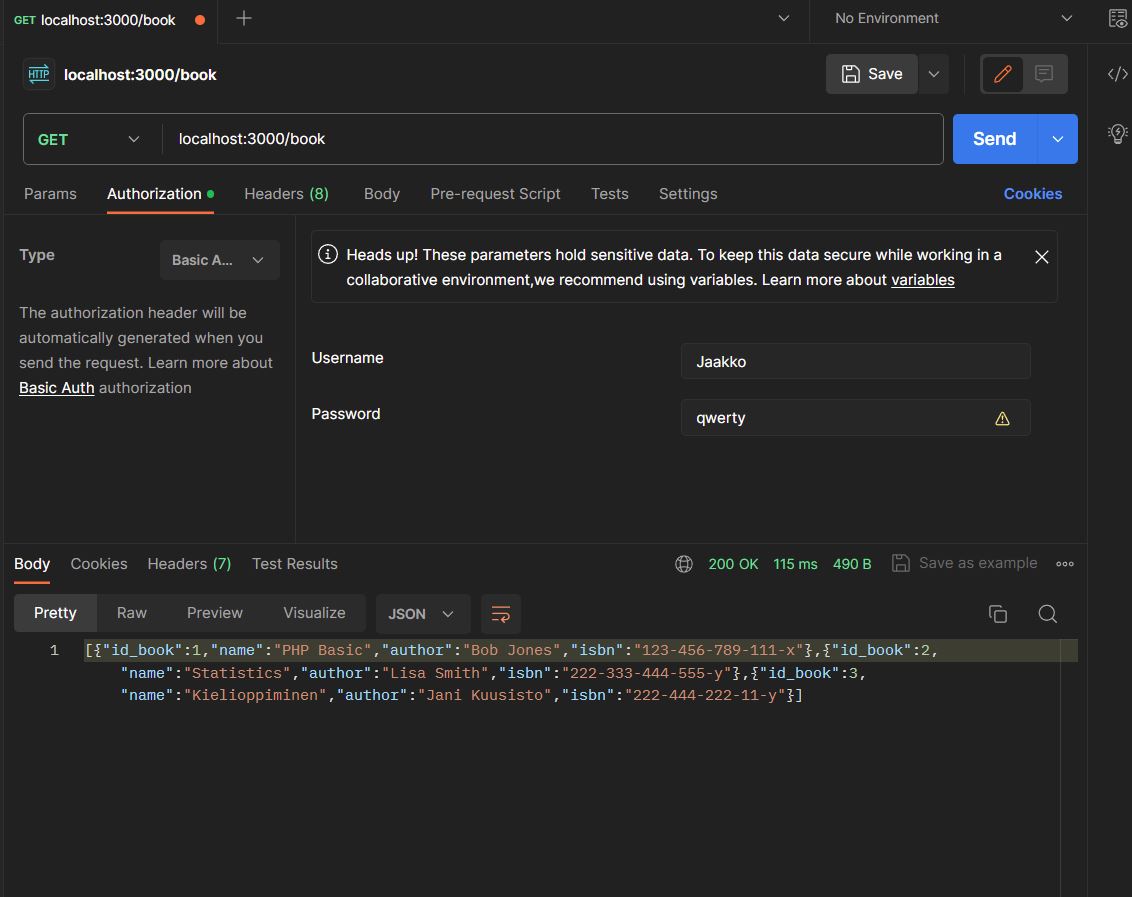 GET localhost:3000/book
No Environment
HTTP localhost:3000/book
Save
GET localhost:3000/book
Send
Params Authorization Headers (8) Body Pre-request Script Tests Settings Cookies
Type Basic A...
The authorization header will be
automatically generated when you
send the request. Learn more about
Basic Auth authorization
Heads up! These parameters hold sensitive data. To keep this data secure while working in a
collaborative environment,we recommend using variables. Learn more about variables
Username Jaakko
Password qwerty
Body Cookies Headers (7) Test Results 200 OK 115 ms 490 B Save as example
Pretty Raw Preview Visualize JSON
1 [{"id_book":1,"name":"PHP Basic","author":"Bob Jones","isbn":"123-456-789-111-x"},{"id_book":2,
"name":"Statistics","author":"Lisa Smith","isbn":"222-333-444-555-y"},{"id_book":3,
"name":"Kielioppiminen","author":"Jani Kuusisto","isbn":"222-444-222-11-y"}]